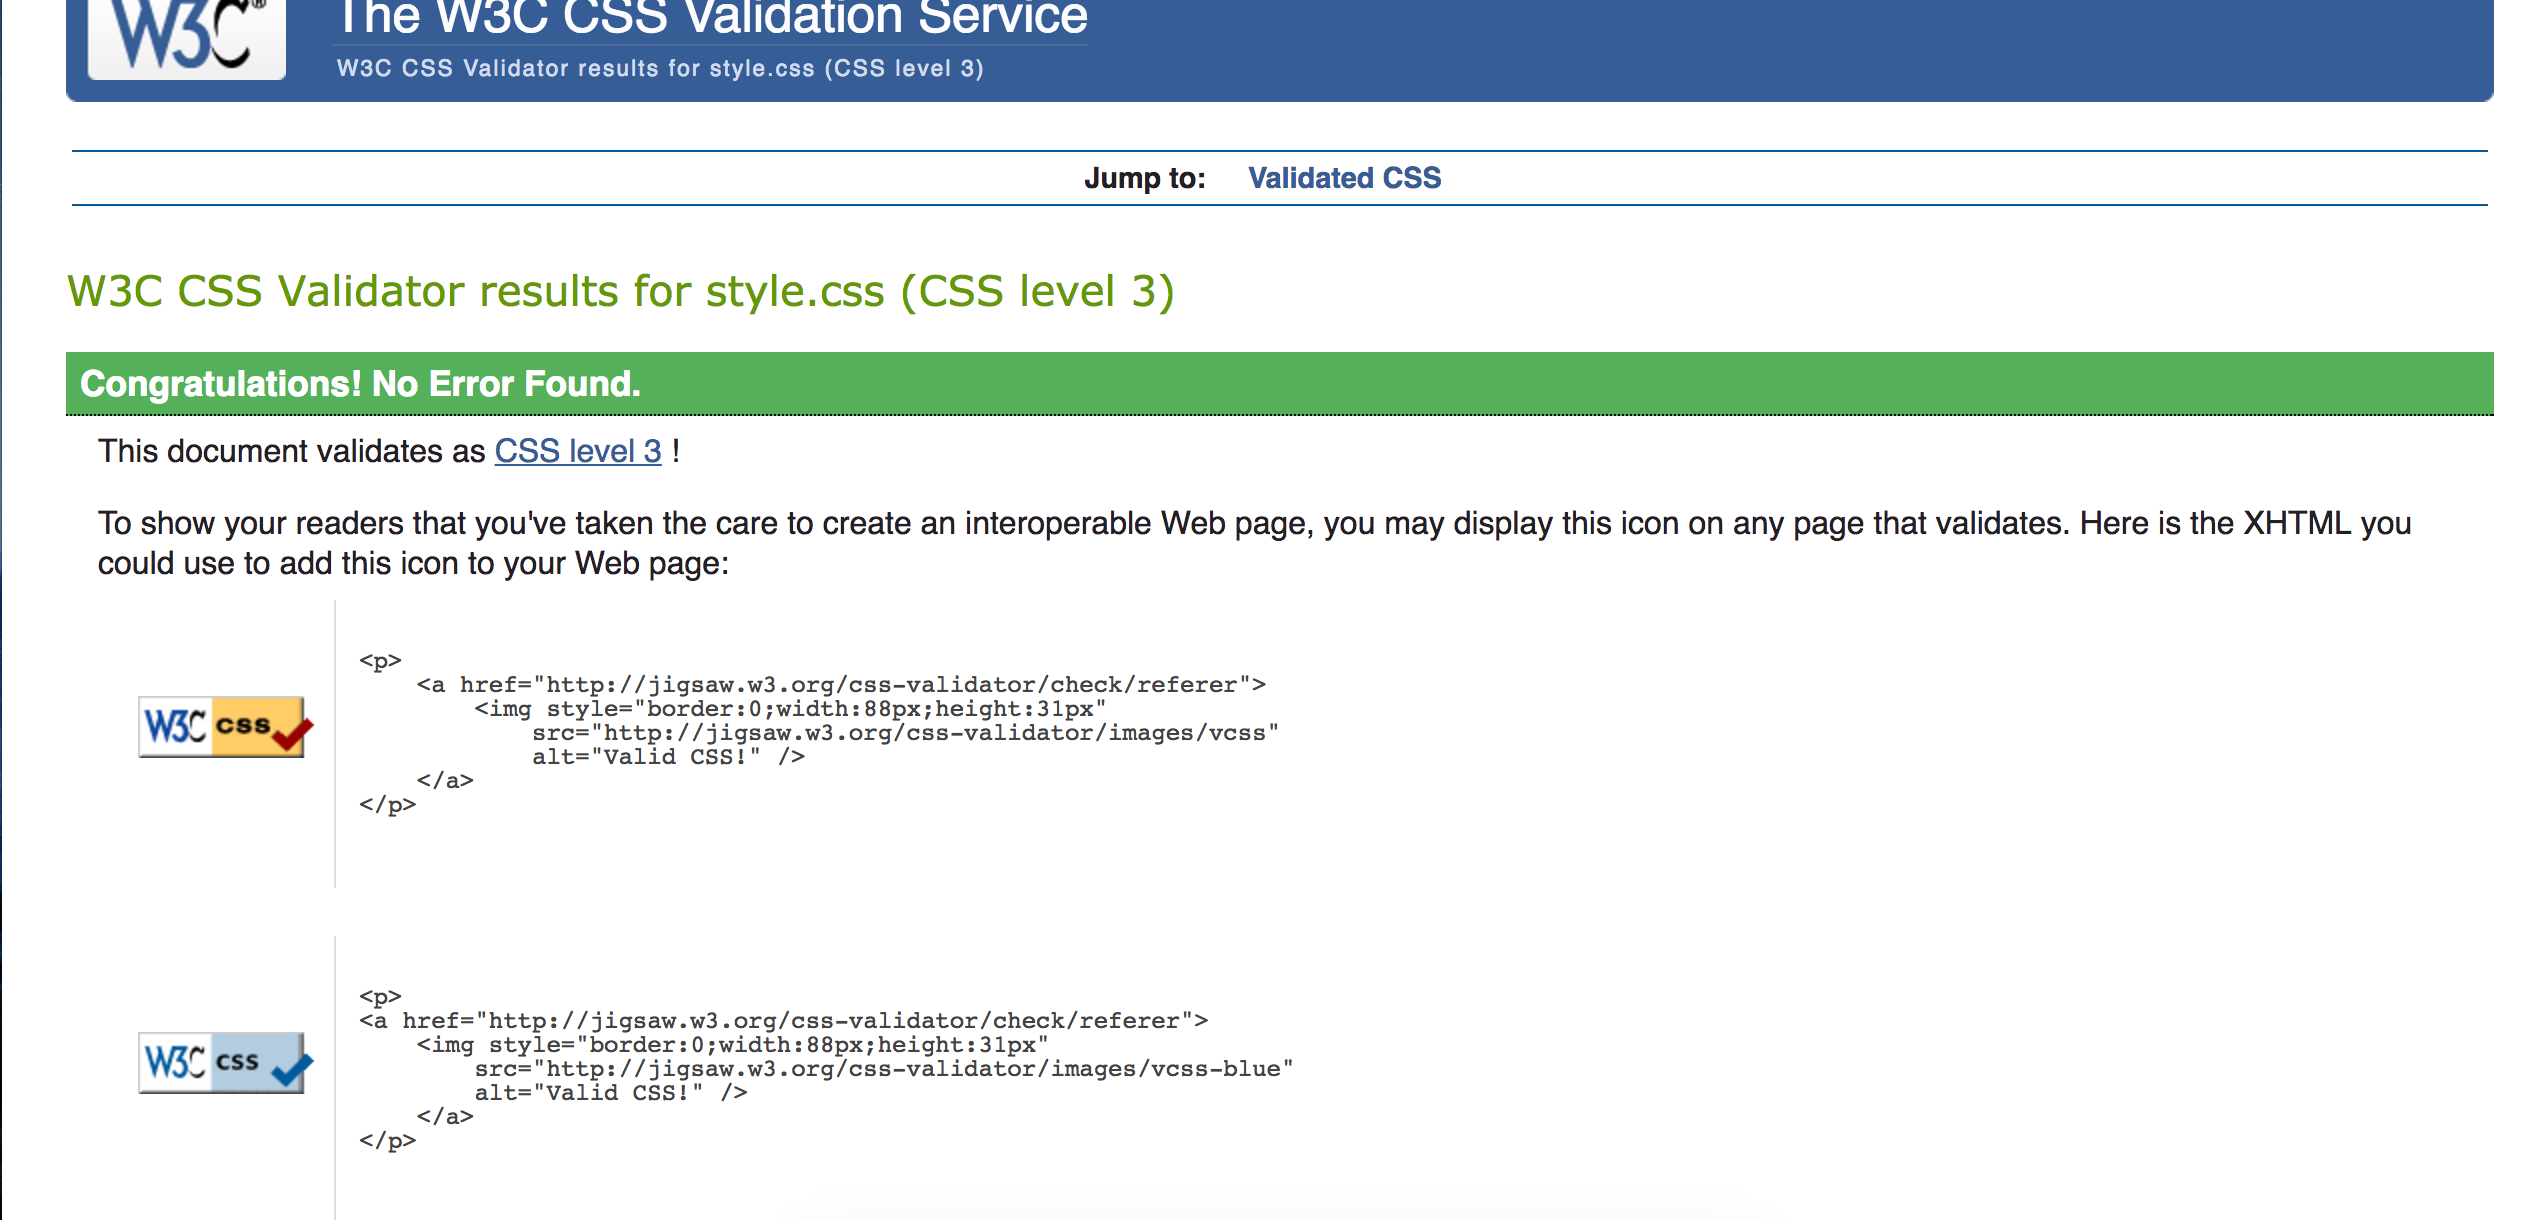 W3C®
The W3C CSS Validation Service
W3C CSS Validator results for style.css (CSS level 3)
Jump to: Validated CSS
W3C CSS Validator results for style.css (CSS level 3)
Congratulations! No Error Found.
This document validates as CSS level 3 !
To show your readers that you've taken the care to create an interoperable Web page, you may display this icon on any page that validates. Here is the XHTML you
could use to add this icon to your Web page:
W3C css
<p>
    <a href="http://jigsaw.w3.org/css-validator/check/referer">
        <img style="border:0;width:88px;height:31px"
            src="http://jigsaw.w3.org/css-validator/images/vcss"
            alt="Valid CSS!" />
    </a>
</p>
W3C css
<p>
<a href="http://jigsaw.w3.org/css-validator/check/referer">
    <img style="border:0;width:88px;height:31px"
        src="http://jigsaw.w3.org/css-validator/images/vcss-blue"
        alt="Valid CSS!" />
    </a>
</p>